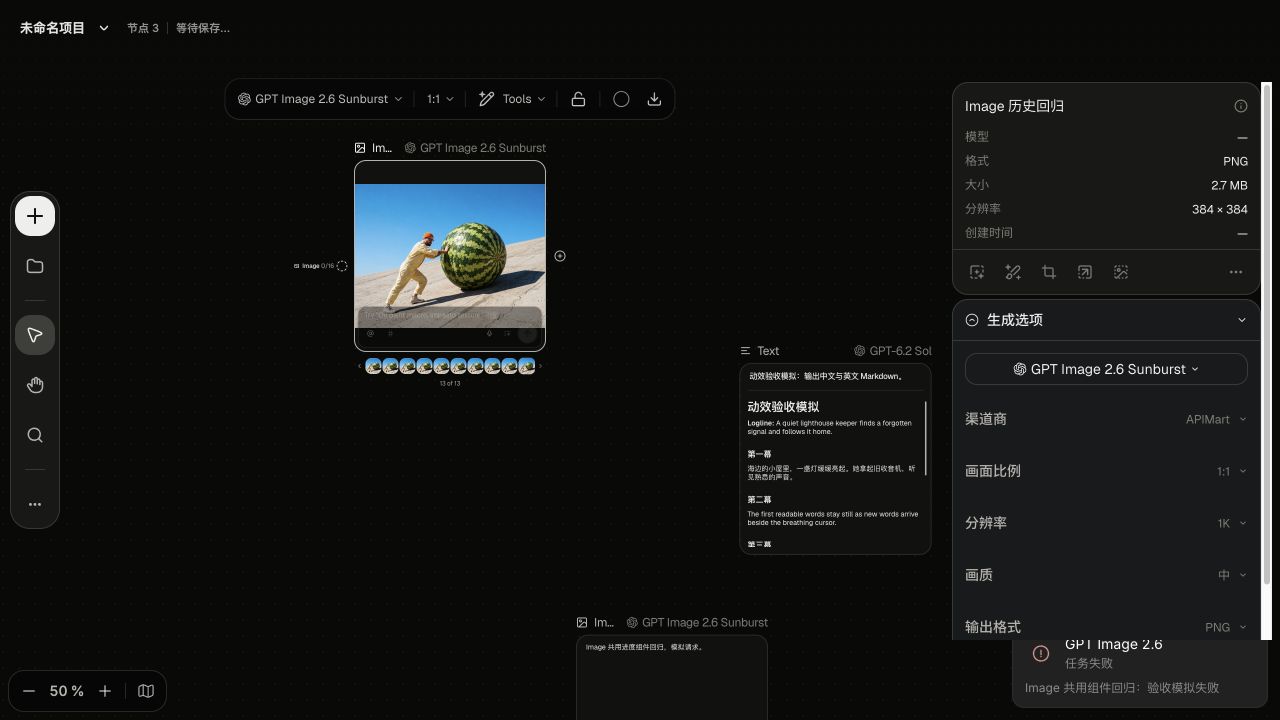 未命名项目
节点 3
等待保存...
GPT Image 2.6 Sunburst
1:1
Tools
Im...
GPT Image 2.6 Sunburst
Image 0/16
13 of 13
Text
GPT-6.2 Sol
动效验收模拟：输出中文与英文 Markdown。
动效验收模拟
Logline: A quiet lighthouse keeper finds a forgotten
signal and follows it home.
第一幕
海边的小屋里，一盏灯缓缓亮起。她拿起旧收音机，听
见熟悉的声音。
第二幕
The first readable words stay still as new words arrive
beside the breathing cursor.
第三幕
Im...
GPT Image 2.6 Sunburst
Image 共用进度组件回归，模拟请求。
50 %
Image 历史回归
模型 —
格式 PNG
大小 2.7 MB
分辨率 384 × 384
创建时间 —
生成选项
GPT Image 2.6 Sunburst
渠道商 APIMart
画面比例 1:1
分辨率 1K
画质 中
输出格式 PNG
GPT Image 2.6
任务失败
Image 共用组件回归：验收模拟失败